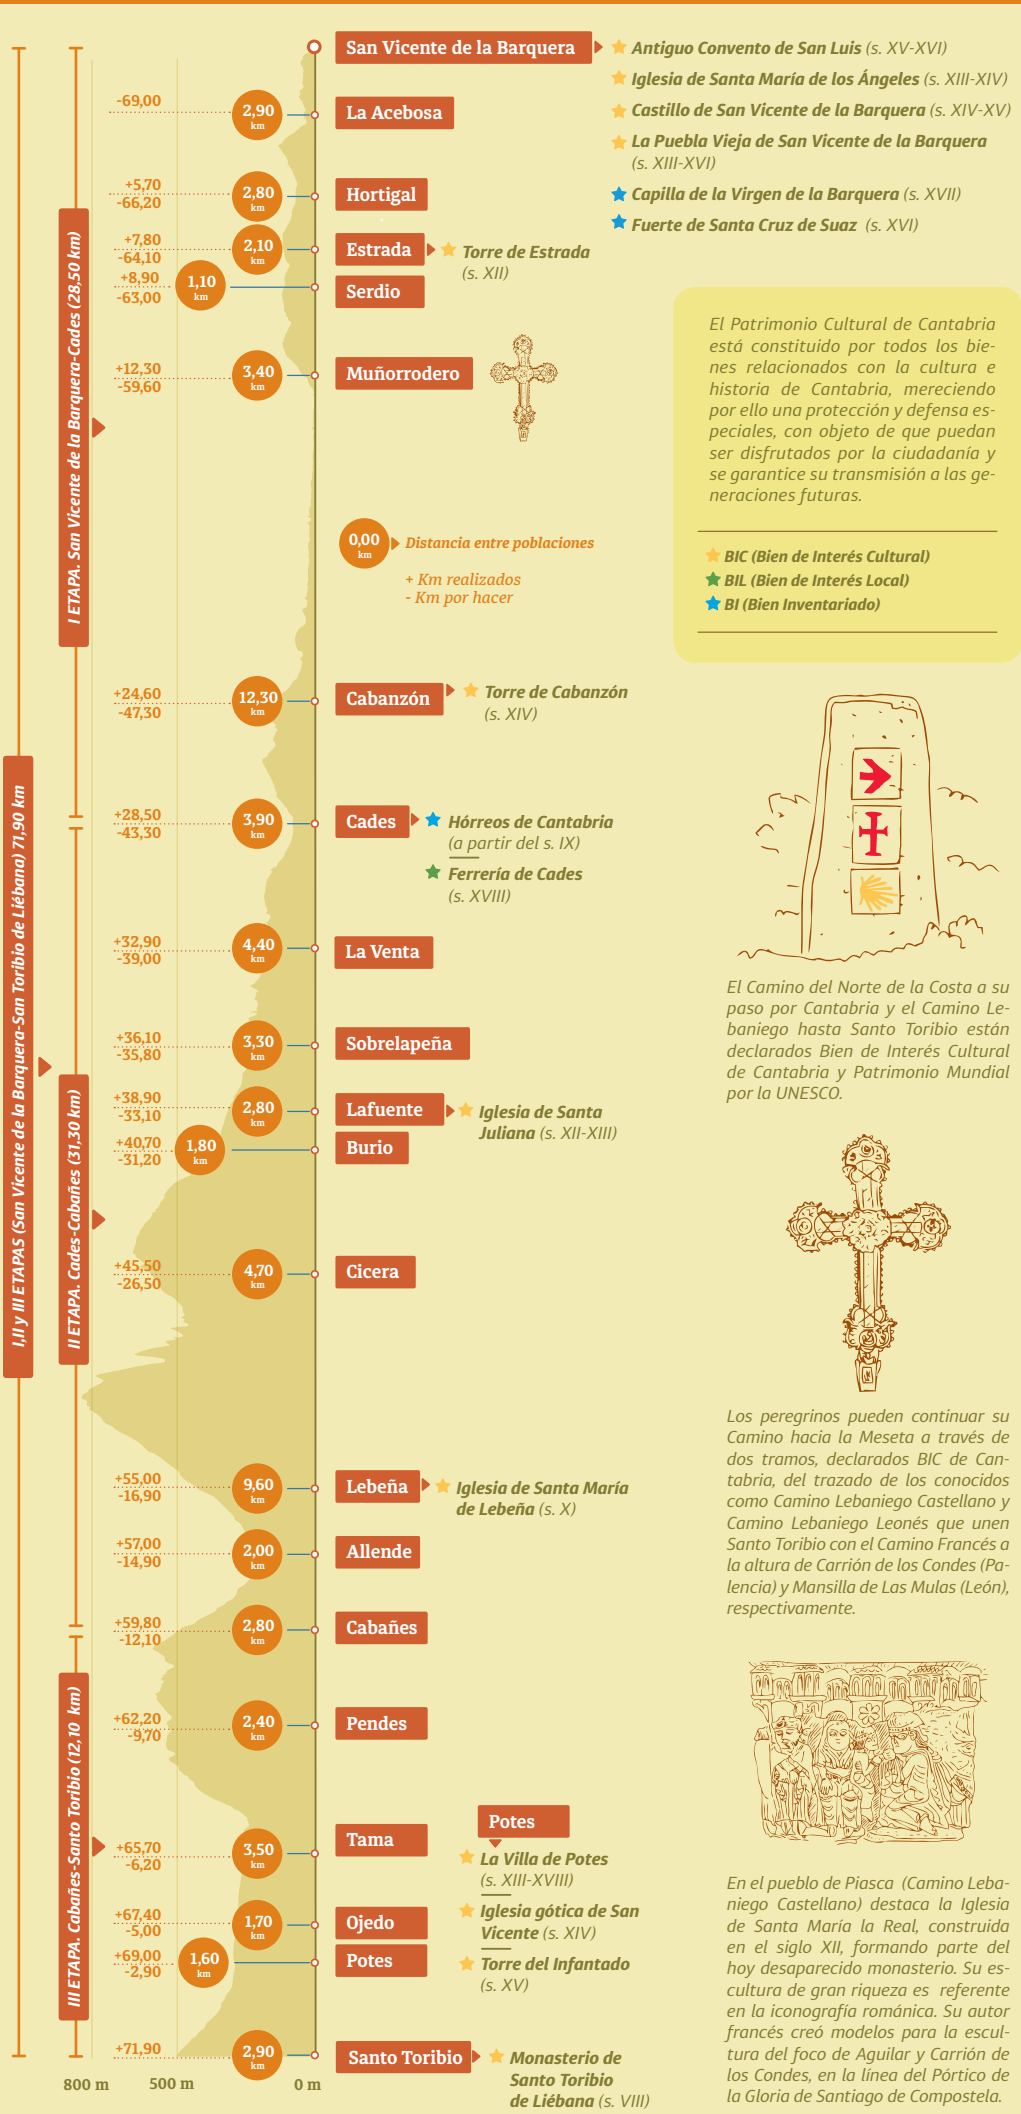 San Vicente de la Barquera
Antiguo Convento de San Luis (s. XV-XVI)
Iglesia de Santa María de los Ángeles (s. XIII-XIV)
Castillo de San Vicente de la Barquera (s. XIV-XV)
La Puebla Vieja de San Vicente de la Barquera
(s. XIII-XVI)
Capilla de la Virgen de la Barquera (s. XVII)
Fuerte de Santa Cruz de Suaz (s. XVI)
-69,00
2,90
km
La Acebosa
+5,70
-66,20
2,80
km
Hortigal
+7,80
-64,10
2,10
km
Estrada
Torre de Estrada
(s. XII)
+8,90
-63,00
1,10
km
Serdio
+12,30
-59,60
3,40
km
Muñorrodero
I ETAPA. San Vicente de la Barquera-Cades (28,50 km)
0,00
km
Distancia entre poblaciones
+ Km realizados
- Km por hacer
+24,60
-47,30
12,30
km
Cabanzón
Torre de Cabanzón
(s. XIV)
+28,50
-43,30
3,90
km
Cades
Hórreos de Cantabria
(a partir del s. IX)
Ferrería de Cades
(s. XVIII)
+32,90
-39,00
4,40
km
La Venta
+36,10
-35,80
3,30
km
Sobrelapeña
+38,90
-33,10
2,80
km
Lafuente
Iglesia de Santa
Juliana (s. XII-XIII)
+40,70
-31,20
1,80
km
Burio
I,II y III ETAPAS (San Vicente de la Barquera-San Toribio de Liébana) 71,90 km
II ETAPA. Cades-Cabañes (31,30 km)
+45,50
-26,50
4,70
km
Cicera
+55,00
-16,90
9,60
km
Lebeña
Iglesia de Santa María
de Lebeña (s. X)
+57,00
-14,90
2,00
km
Allende
+59,80
-12,10
2,80
km
Cabañes
+62,20
-9,70
2,40
km
Pendes
III ETAPA. Cabañes-Santo Toribio (12,10 km)
+65,70
-6,20
3,50
km
Tama
Potes
La Villa de Potes
(s. XIII-XVIII)
Iglesia gótica de San
Vicente (s. XIV)
Torre del Infantado
(s. XV)
+67,40
-5,00
1,70
km
Ojedo
+69,00
-2,90
1,60
km
Potes
+71,90
2,90
km
Santo Toribio
Monasterio de
Santo Toribio
de Liébana (s. VIII)
800 m
500 m
0 m
El Patrimonio Cultural de Cantabria
está constituido por todos los bie-
nes relacionados con la cultura e
historia de Cantabria, mereciendo
por ello una protección y defensa es-
peciales, con objeto de que puedan
ser disfrutados por la ciudadanía y
se garantice su transmisión a las ge-
neraciones futuras.
BIC (Bien de Interés Cultural)
BIL (Bien de Interés Local)
BI (Bien Inventariado)
El Camino del Norte de la Costa a su
paso por Cantabria y el Camino Le-
baniego hasta Santo Toribio están
declarados Bien de Interés Cultural
de Cantabria y Patrimonio Mundial
por la UNESCO.
Los peregrinos pueden continuar su
Camino hacia la Meseta a través de
dos tramos, declarados BIC de Can-
tabria, del trazado de los conocidos
como Camino Lebaniego Castellano y
Camino Lebaniego Leonés que unen
Santo Toribio con el Camino Francés a
la altura de Carrión de los Condes (Pa-
lencia) y Mansilla de Las Mulas (León),
respectivamente.
En el pueblo de Piasca (Camino Leba-
niego Castellano) destaca la Iglesia
de Santa María la Real, construida
en el siglo XII, formando parte del
hoy desaparecido monasterio. Su es-
cultura de gran riqueza es referente
en la iconografía románica. Su autor
francés creó modelos para la escul-
tura del foco de Aguilar y Carrión de
los Condes, en la línea del Pórtico de
la Gloria de Santiago de Compostela.